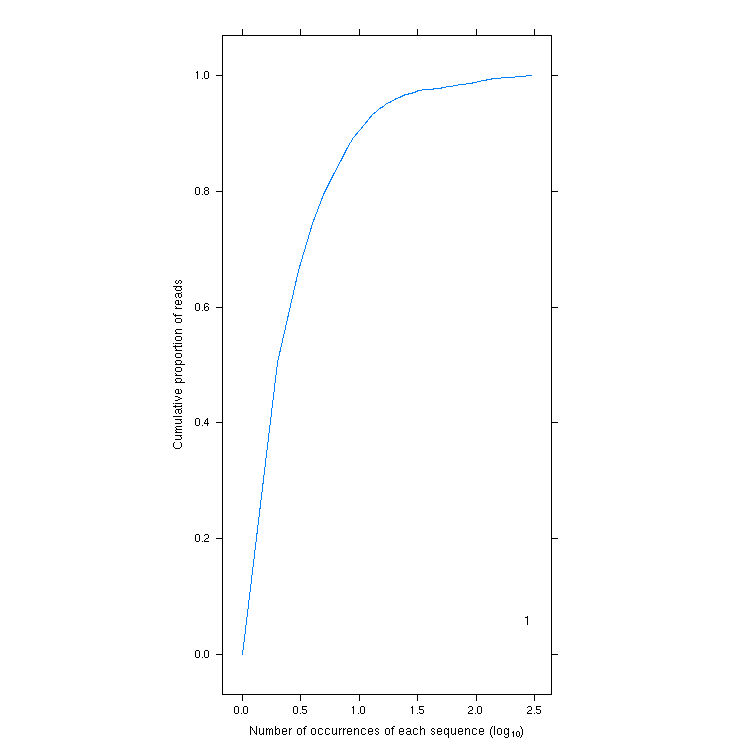 1.0
0.8
0.6
0.4
0.2
0.0
Cumulative proportion of reads
1
0.0 0.5 1.0 1.5 2.0 2.5
Number of occurrences of each sequence (log₁₀)